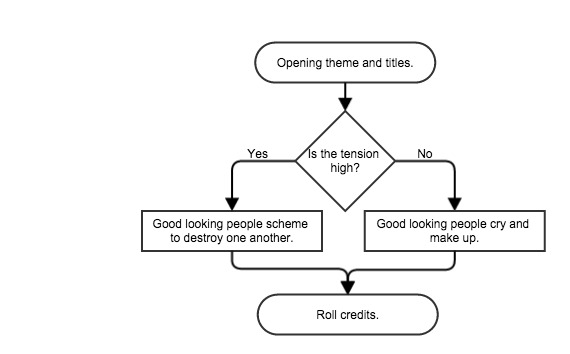 Opening theme and titles.
Is the tension
high?
Yes
No
Good looking people scheme
to destroy one another.
Good looking people cry and
make up.
Roll credits.